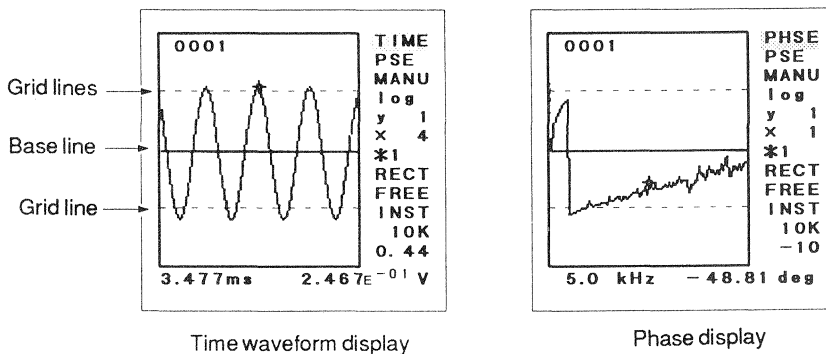 Grid lines
Base line
Grid line
0001
TIME
PSE
MANU
log
y 1
x 4
*1
RECT
FREE
INST
10K
0.44
3.477ms 2.467E-01 V
Time waveform display
0001
PHSE
PSE
MANU
log
y 1
x 1
*1
RECT
FREE
INST
10K
-10
5.0 kHz -48.81 deg
Phase display